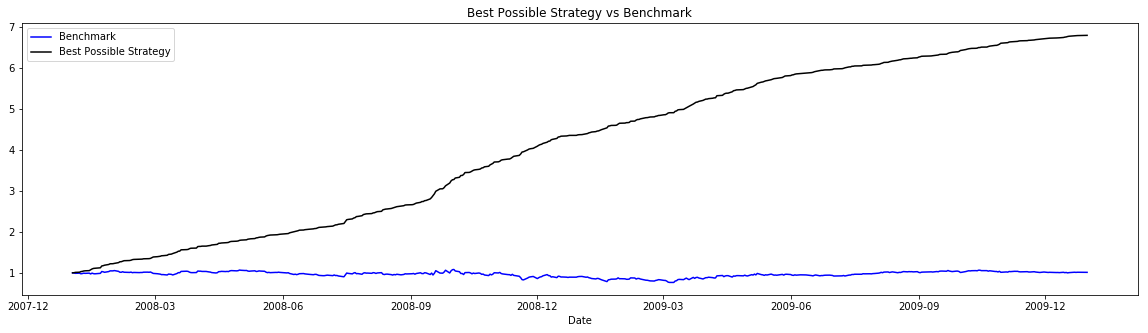 Best Possible Strategy vs Benchmark
Benchmark
Best Possible Strategy
7
6
5
4
3
2
1
2007-12 2008-03 2008-06 2008-09 2008-12 2009-03 2009-06 2009-09 2009-12
Date